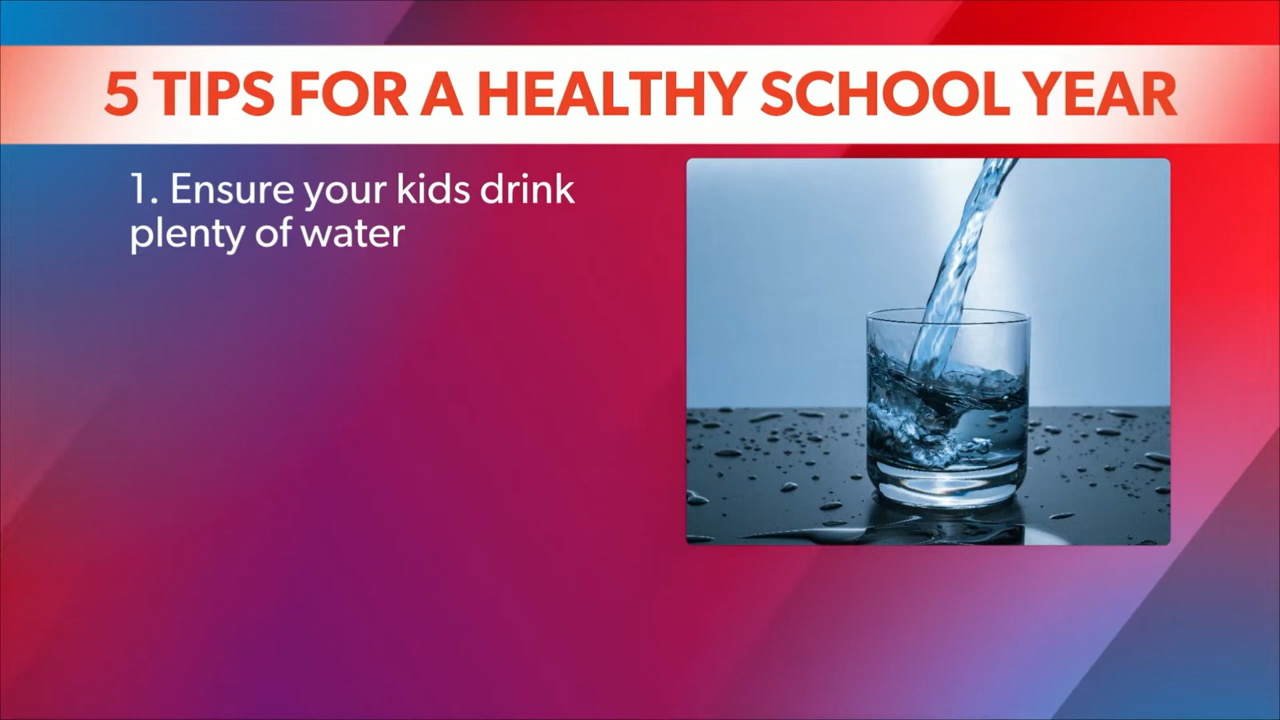 5 TIPS FOR A HEALTHY SCHOOL YEAR
1. Ensure your kids drink
plenty of water